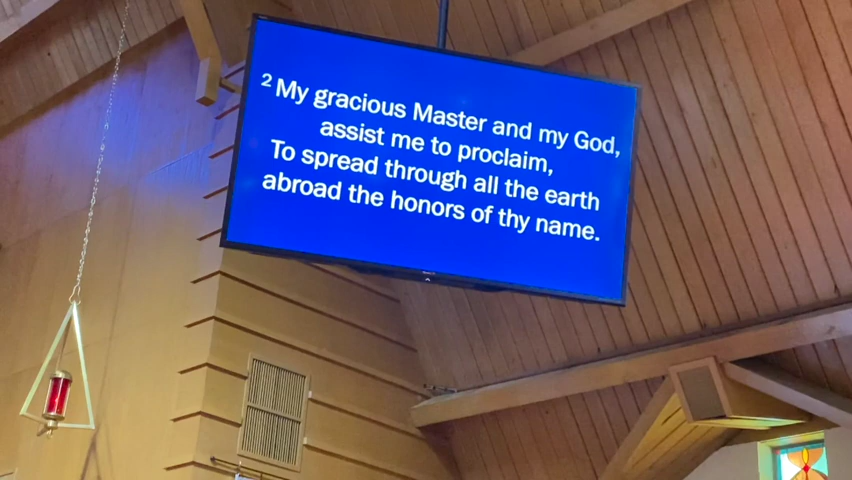 2 My gracious Master and my God,
assist me to proclaim,
To spread through all the earth
abroad the honors of thy name.